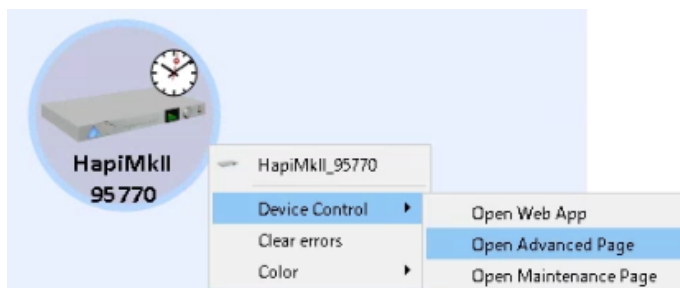 HapiMkII
95770
HapiMkII_95770
Device Control
Open Web App
Clear errors
Open Advanced Page
Color
Open Maintenance Page